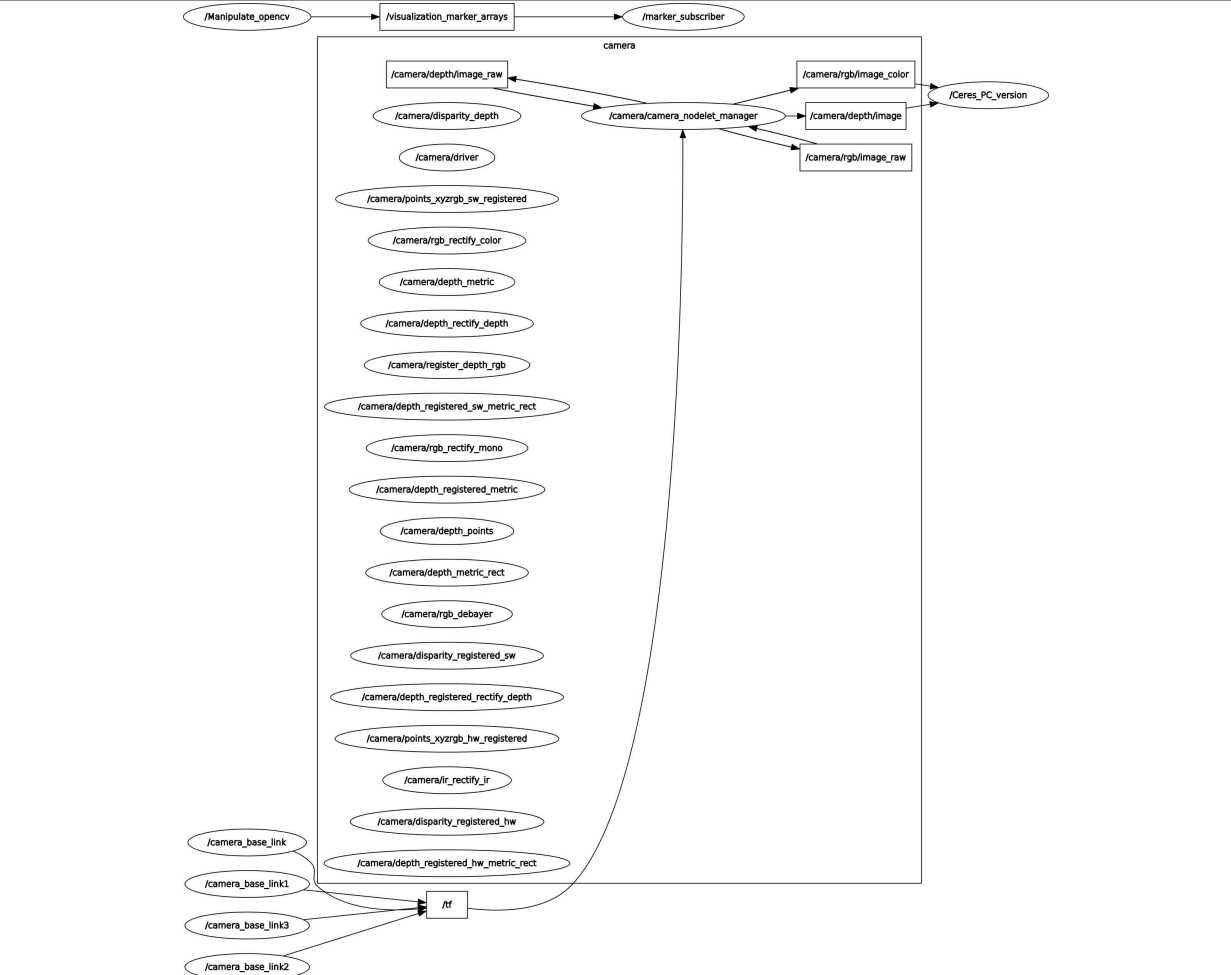 /Manipulate_opencv
/visualization_marker_arrays
/marker_subscriber
camera
/camera/depth/image_raw
/camera/rgb/image_color
/Ceres_PC_version
/camera/disparity_depth
/camera/camera_nodelet_manager
/camera/depth/image
/camera/driver
/camera/rgb/image_raw
/camera/points_xyzrgb_sw_registered
/camera/rgb_rectify_color
/camera/depth_metric
/camera/depth_rectify_depth
/camera/register_depth_rgb
/camera/depth_registered_sw_metric_rect
/camera/rgb_rectify_mono
/camera/depth_registered_metric
/camera/depth_points
/camera/depth_metric_rect
/camera/rgb_debayer
/camera/disparity_registered_sw
/camera/depth_registered_rectify_depth
/camera/points_xyzrgb_hw_registered
/camera/ir_rectify_ir
/camera/disparity_registered_hw
/camera_base_link
/camera/depth_registered_hw_metric_rect
/camera_base_link1
/tf
/camera_base_link3
/camera_base_link2